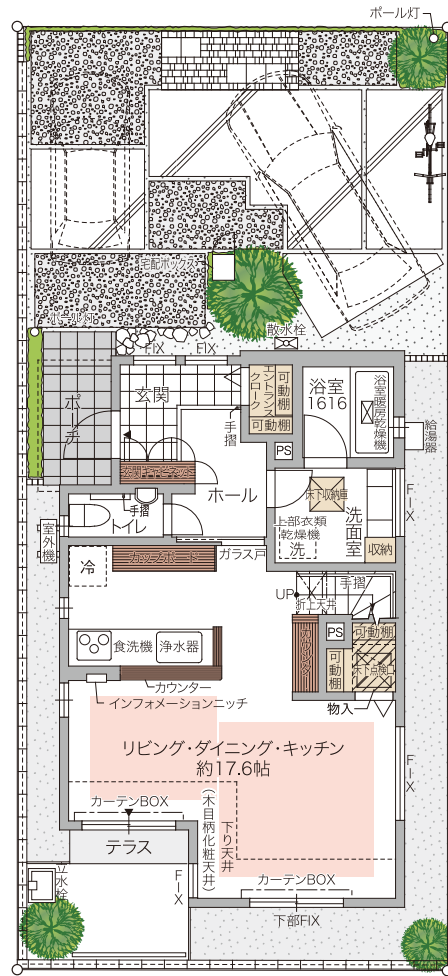 ポール灯
宅配ボックス
ポール灯
散水栓
FIX
FIX
玄関
エントランス
クローク
可動棚
可動棚
浴室
1616
浴室暖房乾燥機
給湯器
ポーチ
手摺
PS
ホール
床下収納庫
洗面室
FIX
手摺
トイレ
上部衣類
乾燥機
洗
収納
室外機
ガラス戸
冷
カップボード
UP
折上天井
手摺
PS
可動棚
可動棚
床下点検口
食洗機
浄水器
カウンター
物入
インフォメーションニッチ
リビング・ダイニング・キッチン
約17.6帖
FIX
カーテンBOX
下り天井
(木目柄化粧天井)
テラス
立水栓
FIX
カーテンBOX
下部FIX